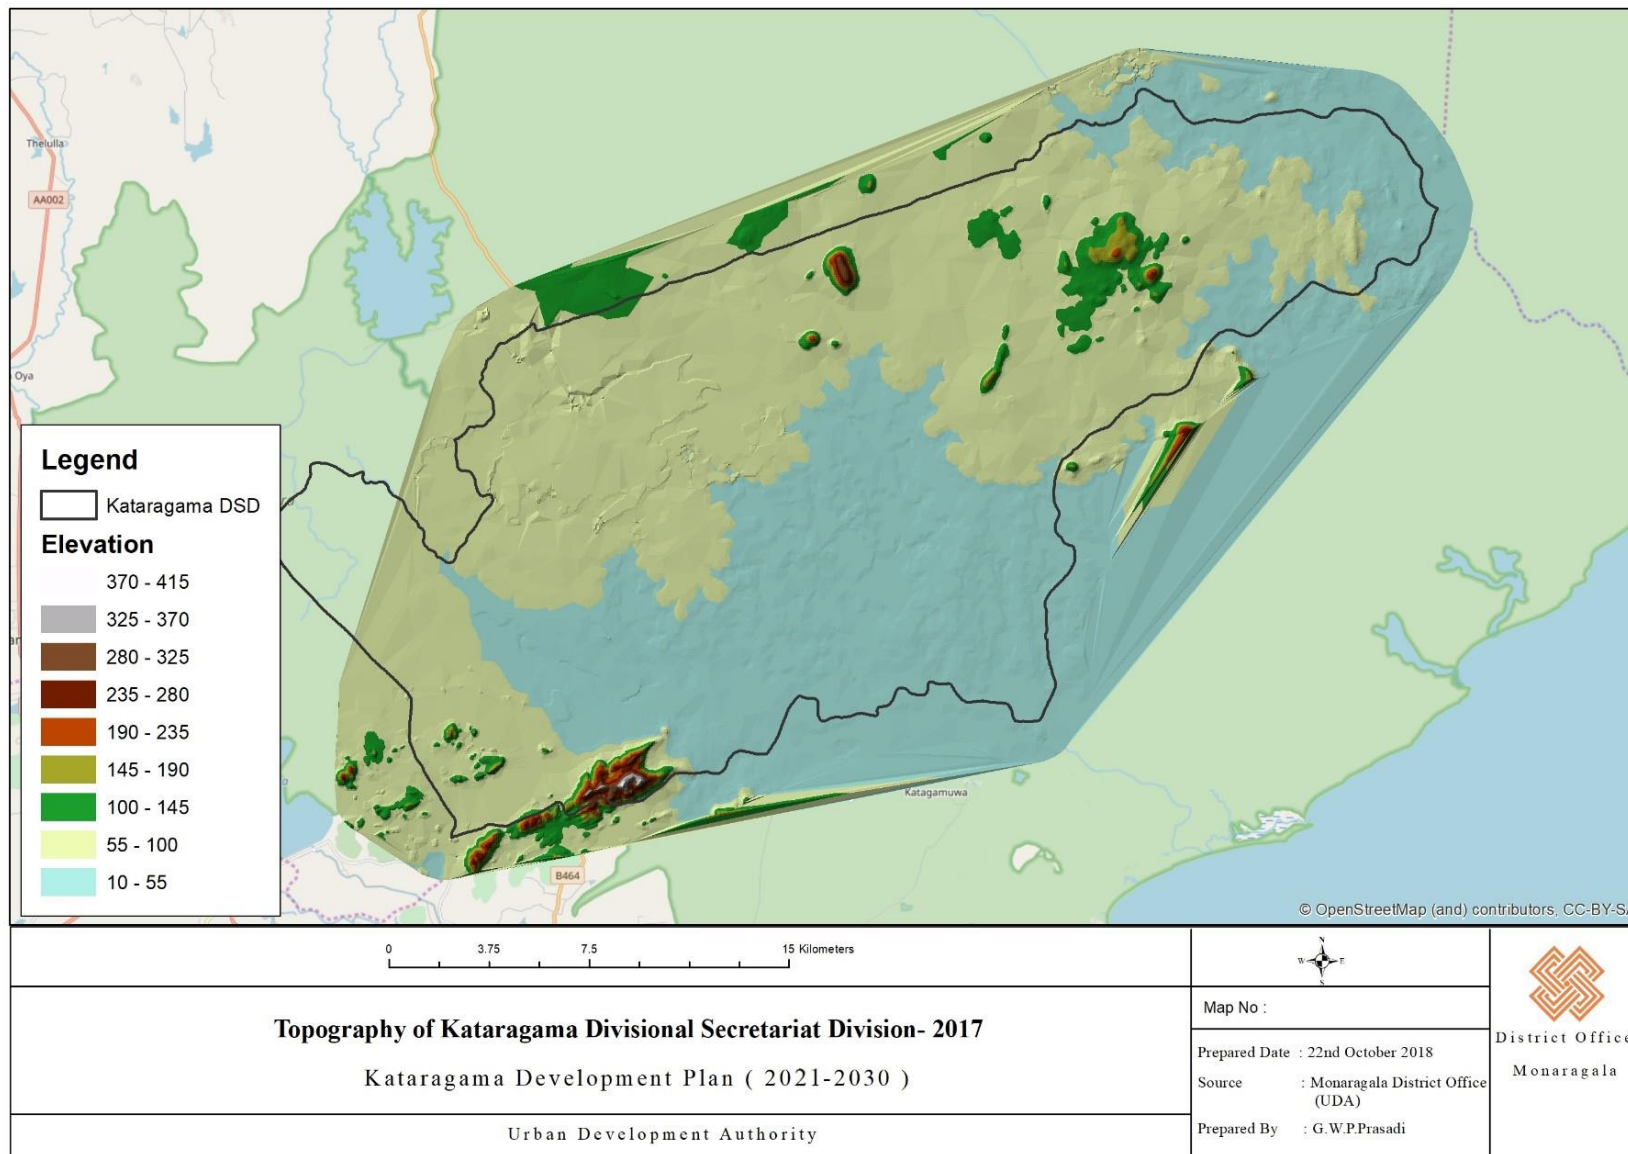 Thelulla
AA002
Oya
Legend
Kataragama DSD
Elevation
370 - 415
325 - 370
280 - 325
235 - 280
190 - 235
145 - 190
100 - 145
55 - 100
10 - 55
Katagamuwa
B464
© OpenStreetMap (and) contributors, CC-BY-SA
0 3.75 7.5 15 Kilometers
N
W E
S
Topography of Kataragama Divisional Secretariat Division- 2017
Kataragama Development Plan ( 2021-2030 )
Urban Development Authority
Map No :
Prepared Date : 22nd October 2018
Source : Monaragala District Office
(UDA)
Prepared By : G.W.P.Prasadi
District Office
Monaragala